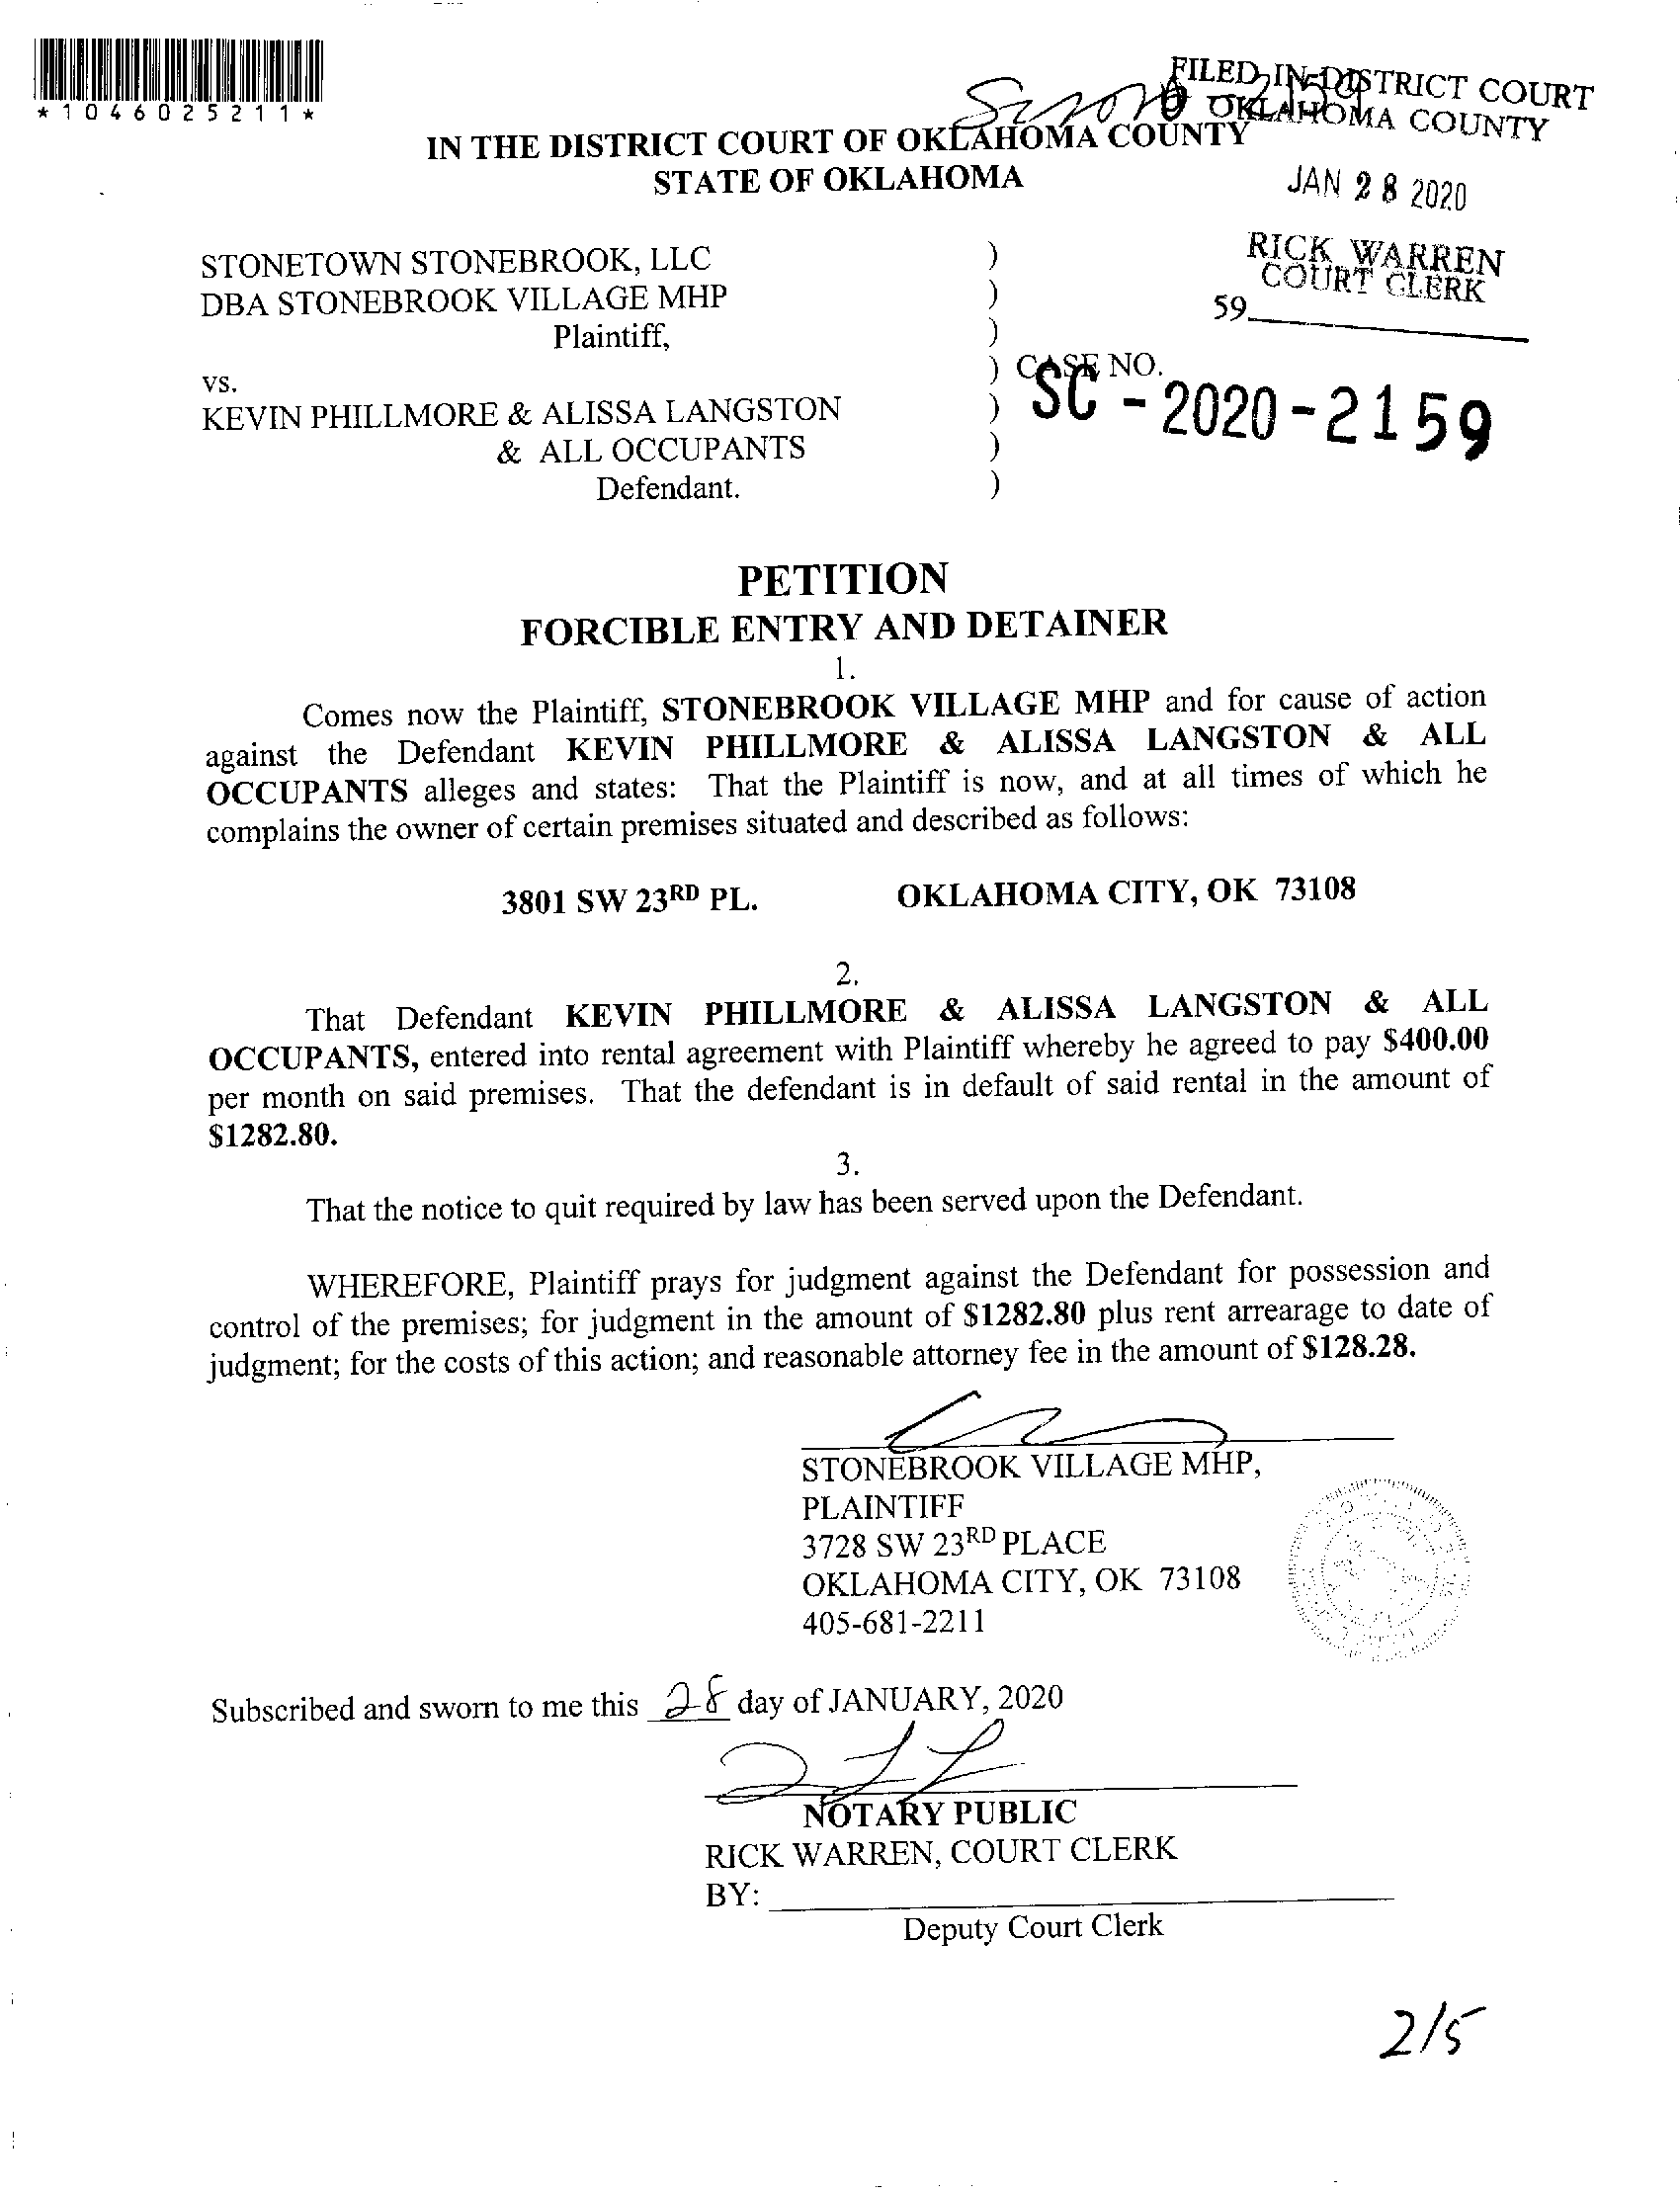 *1046025211*
FILED IN DISTRICT COURT
OKLAHOMA COUNTY
IN THE DISTRICT COURT OF OKLAHOMA COUNTY
STATE OF OKLAHOMA
JAN 28 2020
RICK WARREN
COURT CLERK
59
STONETOWN STONEBROOK, LLC )
DBA STONEBROOK VILLAGE MHP )
Plaintiff, )
) CASE NO.
vs.
SC - 2020 - 2159
KEVIN PHILLMORE & ALISSA LANGSTON )
& ALL OCCUPANTS )
Defendant. )
PETITION
FORCIBLE ENTRY AND DETAINER
1.
Comes now the Plaintiff, STONEBROOK VILLAGE MHP and for cause of action
against the Defendant KEVIN PHILLMORE & ALISSA LANGSTON & ALL
OCCUPANTS alleges and states: That the Plaintiff is now, and at all times of which he
complains the owner of certain premises situated and described as follows:
3801 SW 23RD PL. OKLAHOMA CITY, OK 73108
2.
That Defendant KEVIN PHILLMORE & ALISSA LANGSTON & ALL
OCCUPANTS, entered into rental agreement with Plaintiff whereby he agreed to pay $400.00
per month on said premises. That the defendant is in default of said rental in the amount of
$1282.80.
3.
That the notice to quit required by law has been served upon the Defendant.
WHEREFORE, Plaintiff prays for judgment against the Defendant for possession and
control of the premises; for judgment in the amount of $1282.80 plus rent arrearage to date of
judgment; for the costs of this action; and reasonable attorney fee in the amount of $128.28.
STONEBROOK VILLAGE MHP,
PLAINTIFF
3728 SW 23RD PLACE
OKLAHOMA CITY, OK 73108
405-681-2211
Subscribed and sworn to me this 28 day of JANUARY, 2020
NOTARY PUBLIC
RICK WARREN, COURT CLERK
BY:
Deputy Court Clerk
2/5